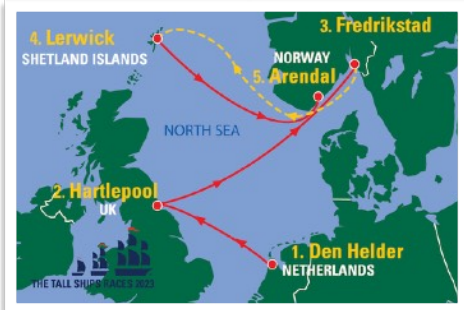 3. Fredrikstad
4. Lerwick
SHETLAND ISLANDS
NORWAY
5. Arendal
NORTH SEA
2. Hartlepool
UK
1. Den Helder
NETHERLANDS
THE TALL SHIPS RACES 2023